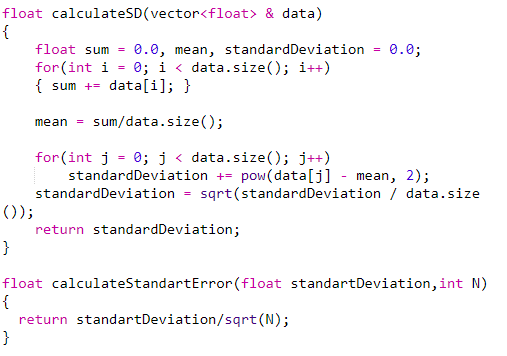 float calculateSD(vector<float> & data)
{
    float sum = 0.0, mean, standardDeviation = 0.0;
    for(int i = 0; i < data.size(); i++)
    { sum += data[i]; }
    mean = sum/data.size();
    for(int j = 0; j < data.size(); j++)
        standardDeviation += pow(data[j] - mean, 2);
    standardDeviation = sqrt(standardDeviation / data.size
());
    return standardDeviation;
}
float calculateStandartError(float standartDeviation,int N)
{
  return standartDeviation/sqrt(N);
}